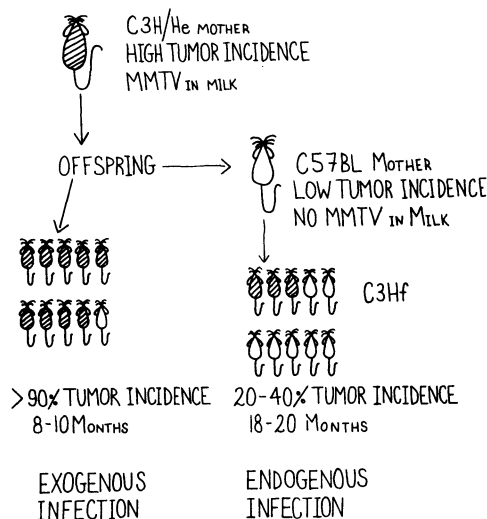 C3H/He MOTHER
HIGH TUMOR INCIDENCE
MMTV IN MILK
OFFSPRING
C57BL MOTHER
LOW TUMOR INCIDENCE
NO MMTV IN MILK
C3Hf
>90% TUMOR INCIDENCE
8-10 MONTHS
20-40% TUMOR INCIDENCE
18-20 MONTHS
EXOGENOUS
INFECTION
ENDOGENOUS
INFECTION